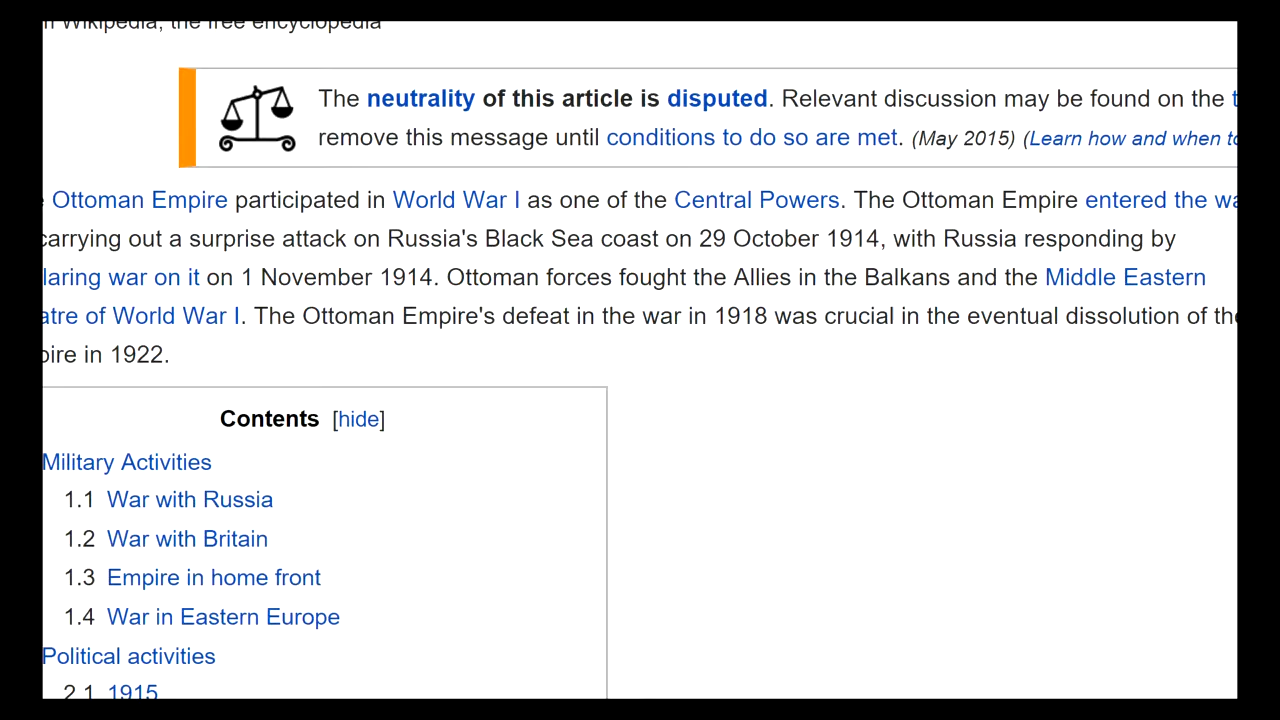 Wikipedia, the free encyclopedia
The neutrality of this article is disputed. Relevant discussion may be found on the
remove this message until conditions to do so are met. (May 2015) (Learn how and when to
Ottoman Empire participated in World War I as one of the Central Powers. The Ottoman Empire entered the
carrying out a surprise attack on Russia's Black Sea coast on 29 October 1914, with Russia responding by
laring war on it on 1 November 1914. Ottoman forces fought the Allies in the Balkans and the Middle Eastern
atre of World War I. The Ottoman Empire's defeat in the war in 1918 was crucial in the eventual dissolution of the
ire in 1922.
Contents [hide]
Military Activities
1.1 War with Russia
1.2 War with Britain
1.3 Empire in home front
1.4 War in Eastern Europe
Political activities
2.1 1915